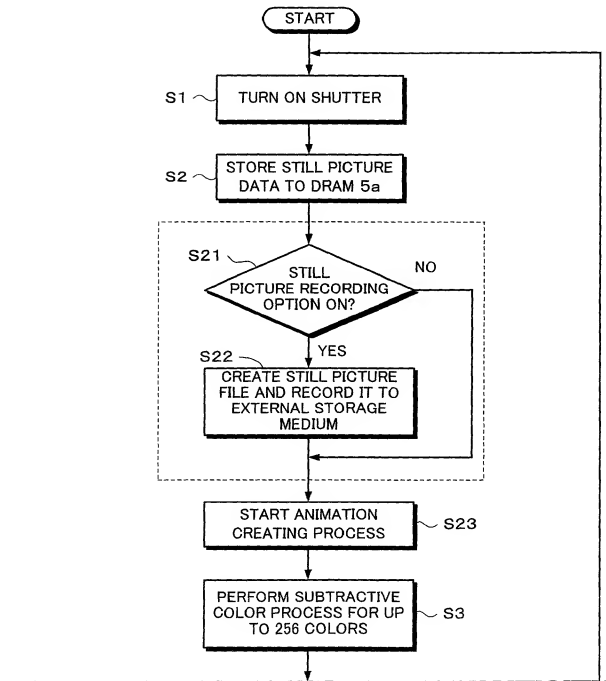 START
S1
TURN ON SHUTTER
S2
STORE STILL PICTURE
DATA TO DRAM 5a
S21
STILL
PICTURE RECORDING
OPTION ON?
NO
YES
S22
CREATE STILL PICTURE
FILE AND RECORD IT TO
EXTERNAL STORAGE
MEDIUM
START ANIMATION
CREATING PROCESS
S23
PERFORM SUBTRACTIVE
COLOR PROCESS FOR UP
TO 256 COLORS
S3